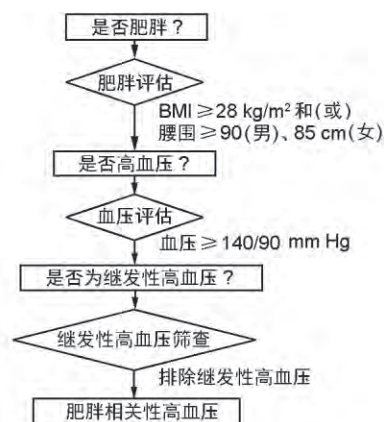 是否肥胖？
肥胖评估
BMI≥28 kg/m² 和(或)
腰围≥90(男)、85 cm(女)
是否高血压？
血压评估
血压≥140/90 mm Hg
是否为继发性高血压？
继发性高血压筛查
排除继发性高血压
肥胖相关性高血压